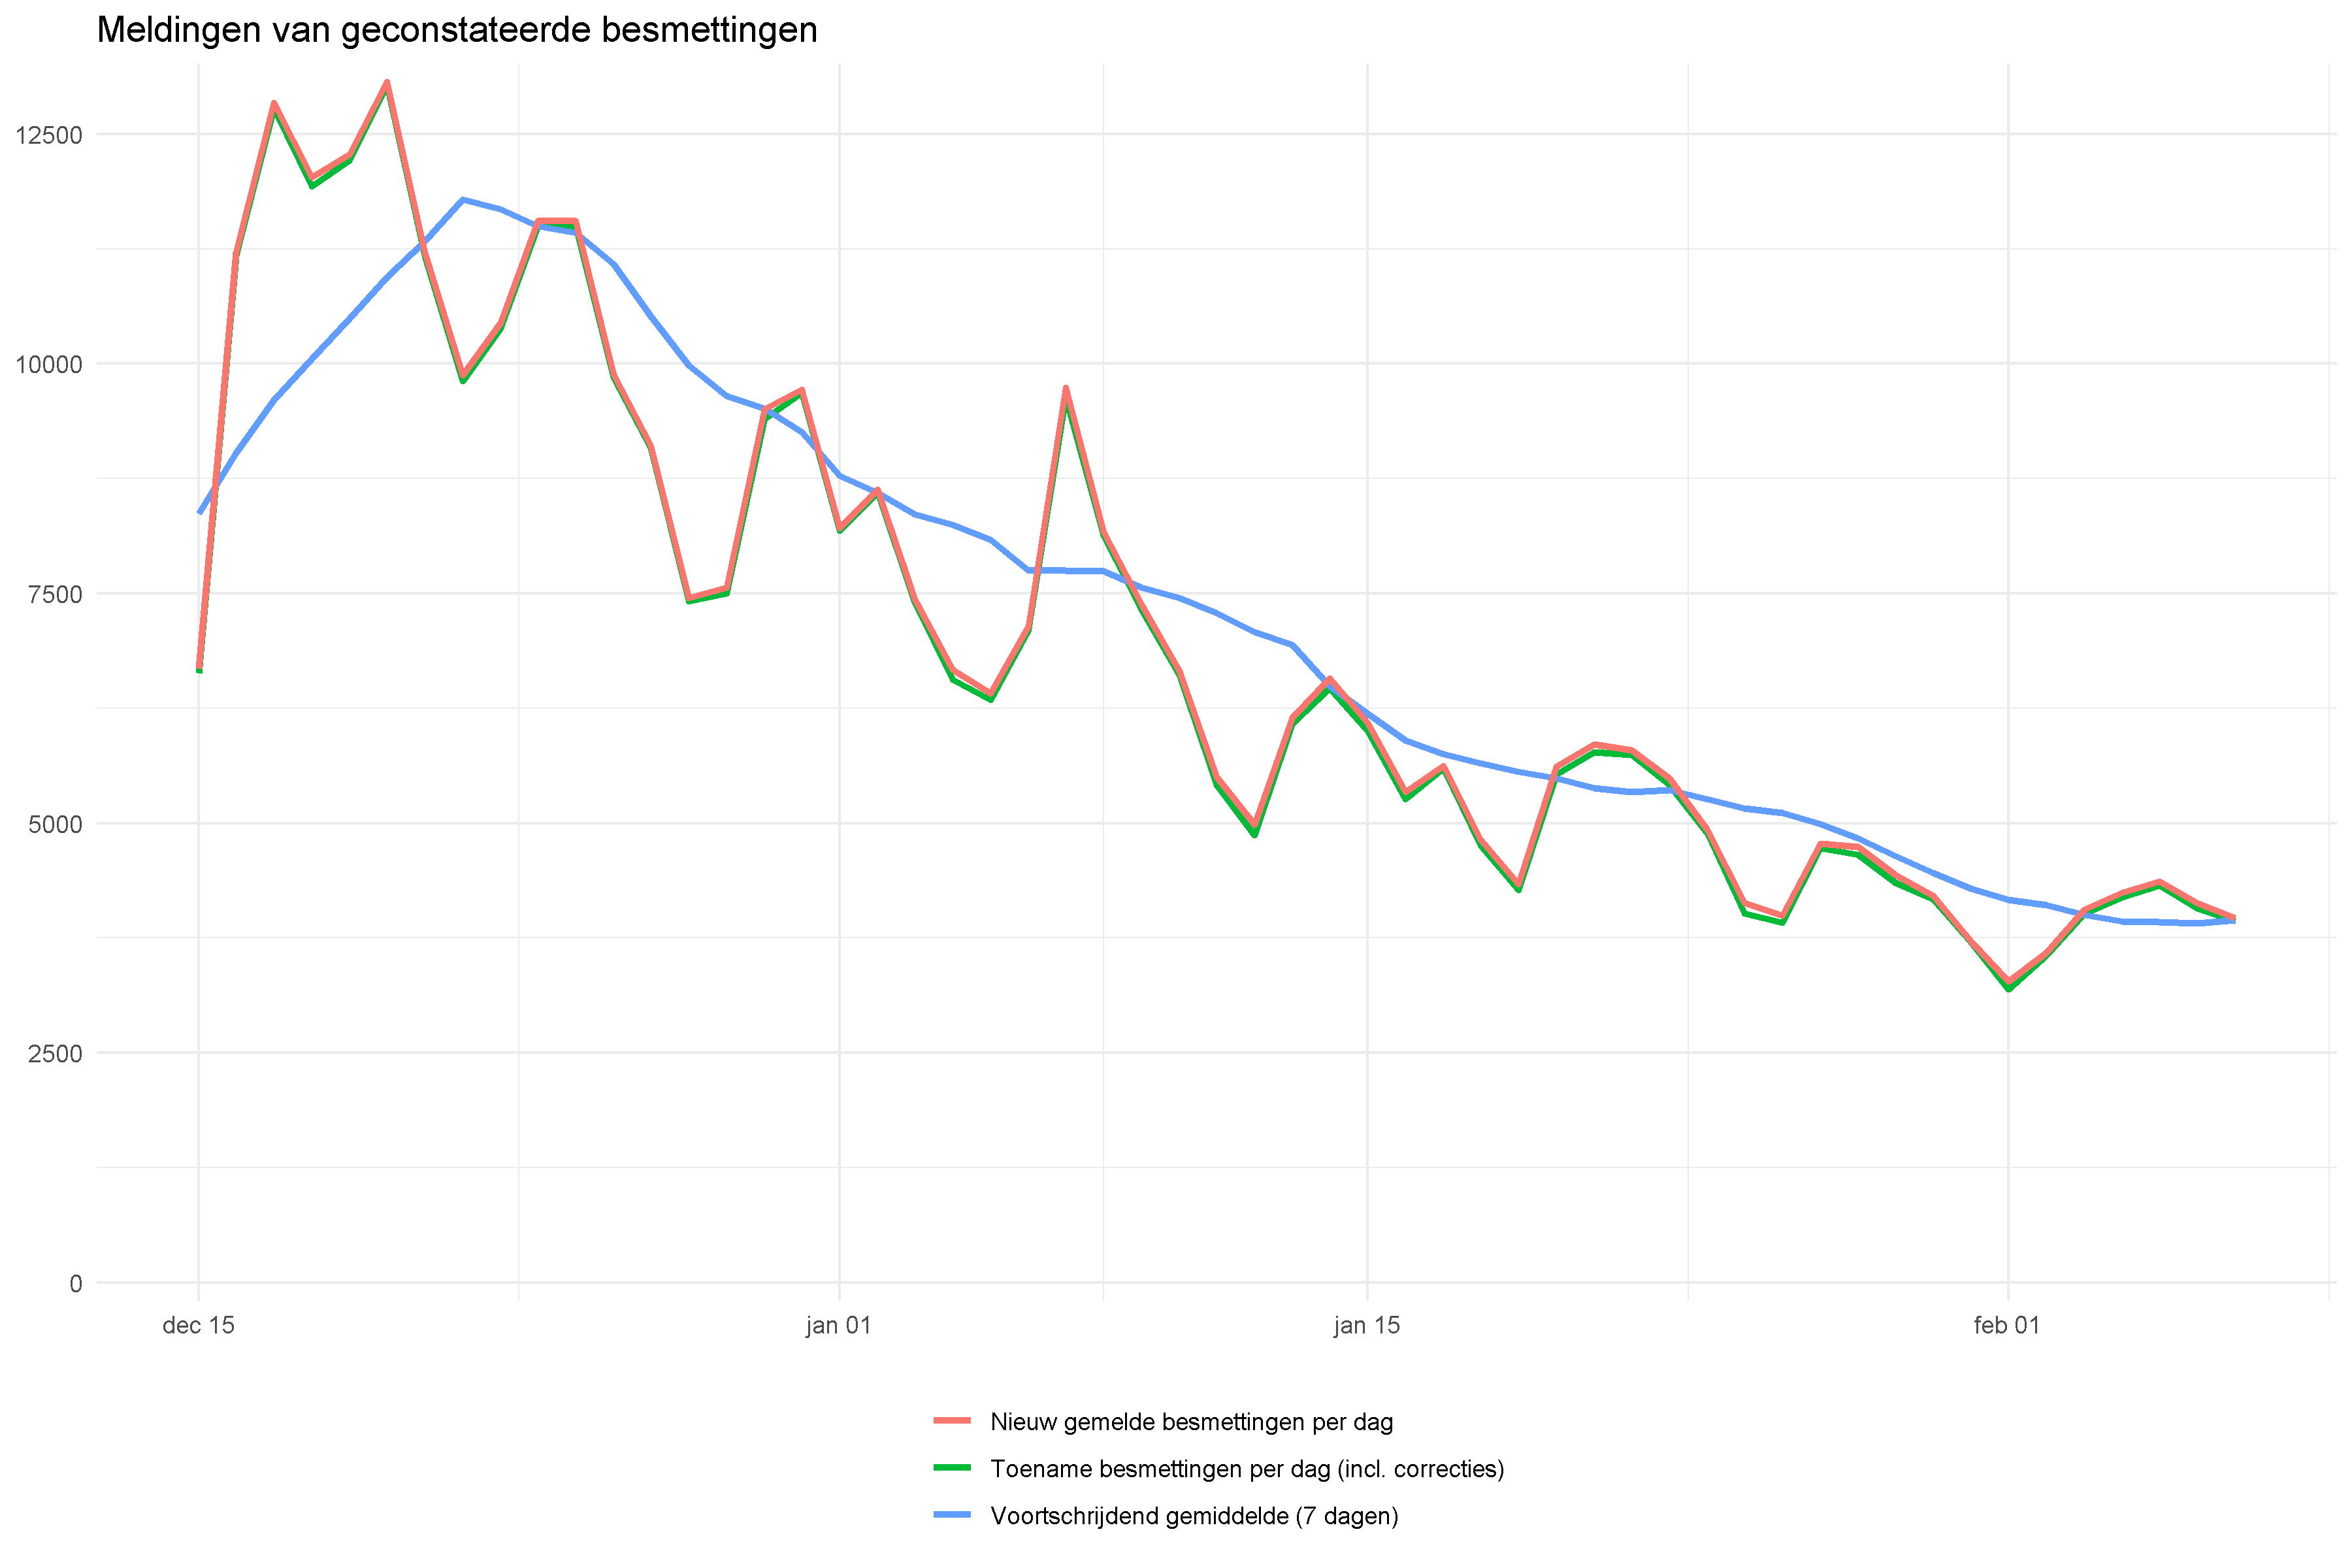 Meldingen van geconstateerde besmettingen
12500
10000
7500
5000
2500
0
dec 15 jan 01 jan 15 feb 01
Nieuw gemelde besmettingen per dag
Toename besmettingen per dag (incl. correcties)
Voortschrijdend gemiddelde (7 dagen)